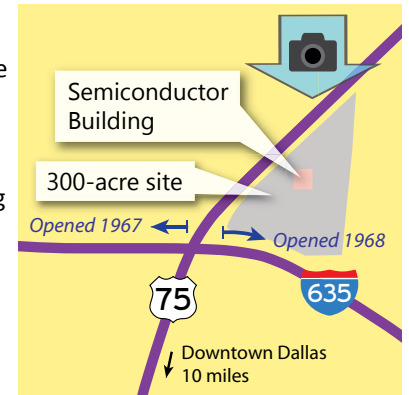 e
Semiconductor
Building
300-acre site
g
Opened 1967
Opened 1968
75
635
Downtown Dallas
10 miles